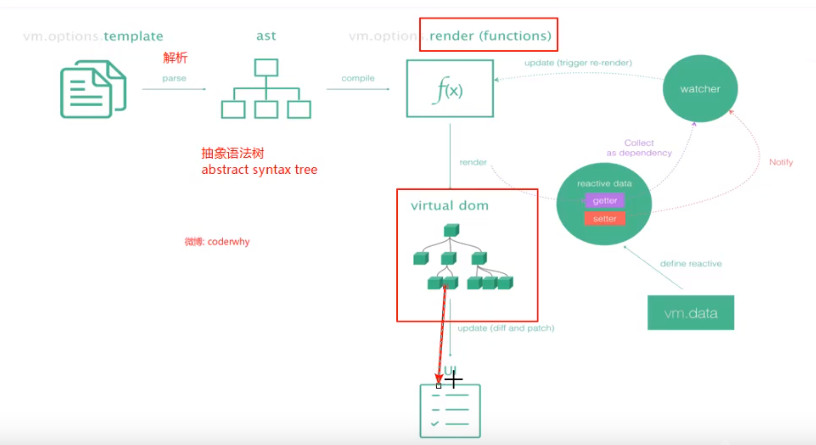 vm.options.template
ast
vm.options.render (functions)
解析
parse
compile
f(x)
update (trigger re-render)
watcher
抽象语法树
abstract syntax tree
render
Collect
as dependency
Notify
reactive data
getter
setter
virtual dom
微博: coderwhy
define reactive
vm.data
update (diff and patch)
UI